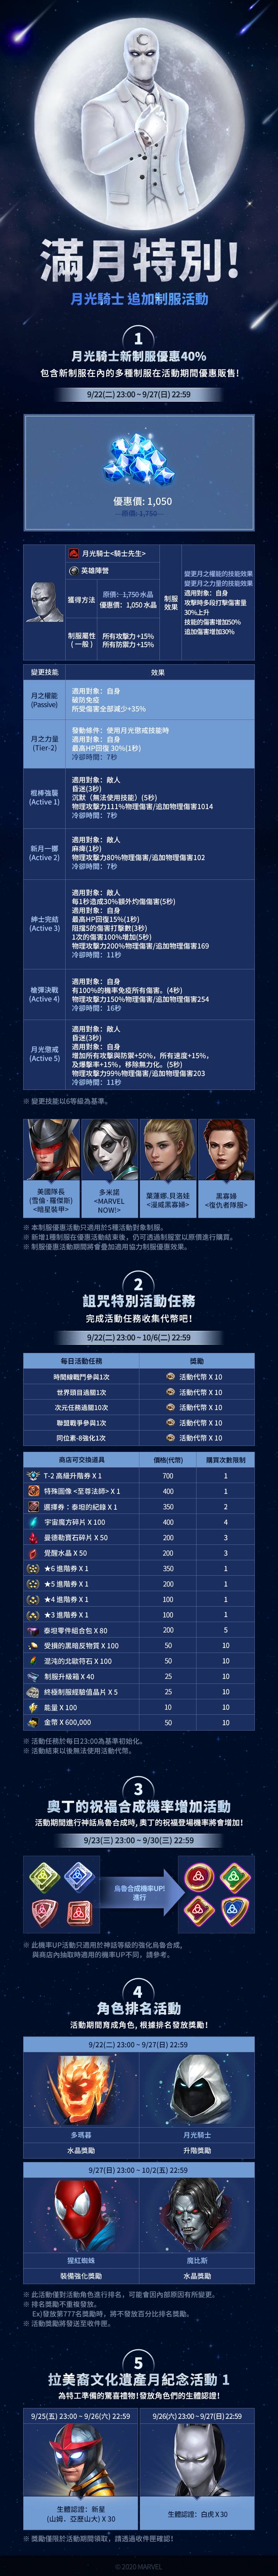 滿月特別!
月光騎士 追加制服活動
1
月光騎士新制服優惠40%
包含新制服在內的多種制服在活動期間優惠販售!
9/22(二) 23:00 ~ 9/27(日) 22:59
優惠價: 1,050
原價: 1,750
月光騎士<騎士先生>
英雄陣營
獲得方法
原價: 1,750 水晶
優惠價: 1,050 水晶
制服屬性
(一般)
所有攻擊力 +15%
所有防禦力 +15%
制服
效果
變更月之權能的技能效果
變更月之力量的技能效果
適用對象: 自身
攻擊時多段打擊傷害量
30%上升
技能的傷害增加50%
追加傷害增加30%
變更技能
效果
月之權能
(Passive)
適用對象: 自身
破防免疫
所受傷害全部減少+35%
月之力量
(Tier-2)
發動條件: 使用月光懲戒技能時
適用對象: 自身
最高HP回復 30%(1秒)
冷卻時間: 7秒
棍棒強襲
(Active 1)
適用對象: 敵人
昏迷(3秒)
沉默 (無法使用技能) (5秒)
物理攻擊力111%物理傷害/追加物理傷害1014
冷卻時間: 7秒
新月一擲
(Active 2)
適用對象: 敵人
麻痺(1秒)
物理攻擊力80%物理傷害/追加物理傷害102
冷卻時間: 7秒
紳士完結
(Active 3)
適用對象: 敵人
每1秒造成30%額外灼傷傷害(5秒)
適用對象: 自身
最高HP回復15%(1秒)
阻擋5的傷害打擊數(3秒)
1次的傷害100%增加(5秒)
物理攻擊力200%物理傷害/追加物理傷害169
冷卻時間: 11秒
槍彈決戰
(Active 4)
適用對象: 自身
有100%的機率免疫所有傷害。(4秒)
物理攻擊力150%物理傷害/追加物理傷害254
冷卻時間: 16秒
月光懲戒
(Active 5)
適用對象: 敵人
昏迷(3秒)
適用對象: 自身
增加所有攻擊與防禦+50%, 所有速度+15%,
及爆擊率+15%, 移除無力化。(5秒)
物理攻擊力99%物理傷害/追加物理傷害203
冷卻時間: 11秒
※ 變更技能以6等級為基準。
美國隊長
(雪倫·羅傑斯)
<暗星裝甲>
多米諾
<MARVEL
NOW!>
葉蓮娜·貝洛娃
<漫威黑寡婦>
黑寡婦
<復仇者隊服>
※ 本制服優惠活動只適用於5種活動對象制服。
※ 新增1種制服在優惠活動結束後, 仍可透過制服室以原價進行購買。
※ 制服優惠活動期間將會疊加適用協力制服優惠效果。
2
詛咒特別活動任務
完成活動任務收集代幣吧!
9/22(二) 23:00 ~ 10/6(二) 22:59
每日活動任務
獎勵
時間線戰鬥參與1次
活動代幣 X 10
世界頭目過關1次
活動代幣 X 10
次元任務過關10次
活動代幣 X 10
聯盟戰爭參與1次
活動代幣 X 10
同位素-8強化1次
活動代幣 X 10
商店可交換道具
價格(代幣)
購買次數限制
T-2 高級升階券 X 1
700
1
特殊圖像 <至尊法師> X 1
400
1
選擇券: 泰坦的紀錄 X 1
350
2
宇宙魔方碎片 X 100
400
4
曼德勒寶石碎片 X 50
200
3
覺醒水晶 X 50
200
3
★6 進階券 X 1
350
1
★5 進階券 X 1
200
1
★4 進階券 X 1
100
1
★3 進階券 X 1
100
1
泰坦零件組合包 X 80
200
5
受損的黑暗反物質 X 100
50
10
混沌的北歐符石 X 100
50
10
制服升級箱 X 40
25
10
終極制服經驗值晶片 X 5
25
10
能量 X 100
10
10
金幣 X 600,000
50
10
※ 活動任務於每日23:00為基準初始化。
※ 活動結束以後無法使用活動代幣。
3
奧丁的祝福合成機率增加活動
活動期間進行神話烏魯合成時, 奧丁的祝福登場機率將會增加!
9/23(三) 23:00 ~ 9/30(三) 22:59
烏魯合成機率UP!
進行
※ 此機率UP活動只適用於神話等級的強化烏魯合成,
與商店內抽取時適用的機率UP不同, 請參考。
4
角色排名活動
活動期間育成角色, 根據排名發放獎勵!
9/22(二) 23:00 ~ 9/27(日) 22:59
多瑪暮
水晶獎勵
月光騎士
升階獎勵
9/27(日) 23:00 ~ 10/2(五) 22:59
猩紅蜘蛛
裝備強化獎勵
魔比斯
水晶獎勵
※ 此活動僅對活動角色進行排名, 可能會因內部原因有所變更。
※ 排名獎勵不重複發放。
Ex)發放第777名獎勵時, 將不發放百分比排名獎勵。
※ 活動獎勵將發送至收件匣。
5
拉美裔文化遺產月紀念活動 1
為特工準備的驚喜禮物!發放角色們的生體認證!
9/25(五) 23:00 ~ 9/26(六) 22:59
9/26(六) 23:00 ~ 9/27(日) 22:59
生體認證: 新星
(山姆．亞歷山大) X 30
生體認證: 白虎 X 30
※ 獎勵僅限於活動期間領取, 請透過收件匣確認!
© 2020 MARVEL